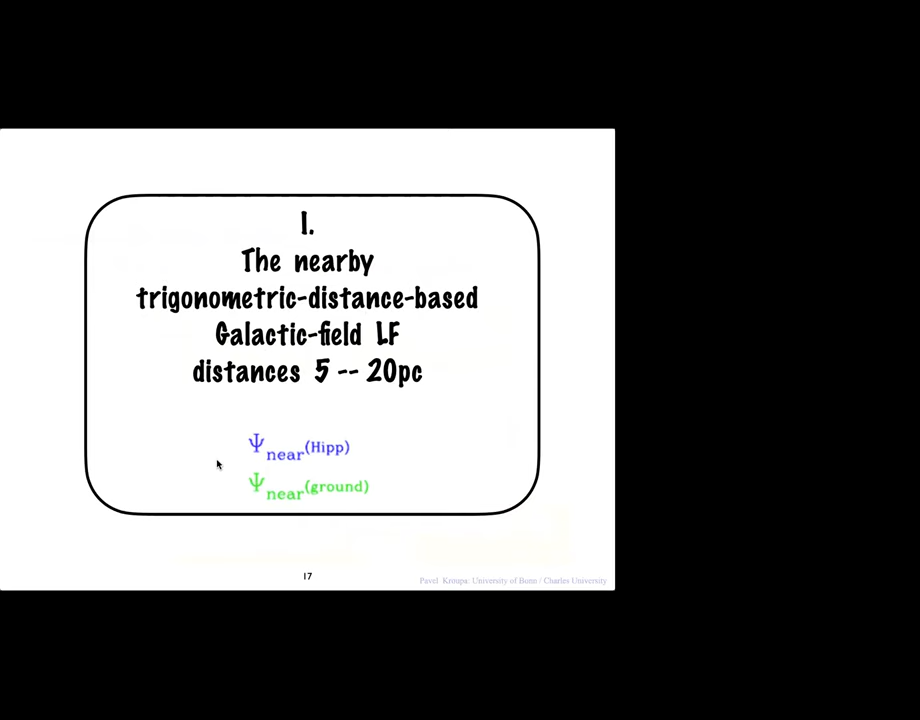 I.
The nearby
trigonometric-distance-based
Galactic-field LF
distances 5 -- 20pc
Ψnear(Hipp)
Ψnear(ground)
17
Pavel Kroupa: University of Bonn / Charles University